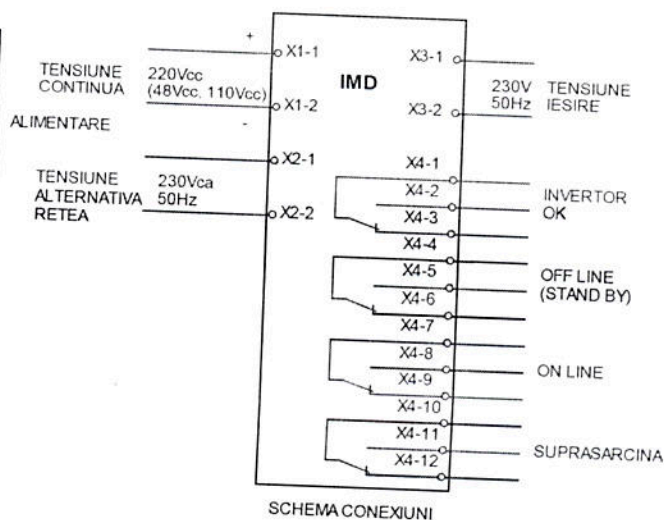 +
X1-1
TENSIUNE
CONTINUA
220Vcc
(48Vcc, 110Vcc)
X1-2
-
ALIMENTARE
X2-1
TENSIUNE
ALTERNATIVA
RETEA
230Vca
50Hz
X2-2
IMD
X3-1
230V
50Hz
TENSIUNE
IESIRE
X3-2
X4-1
X4-2
X4-3
INVERTOR
OK
X4-4
X4-5
X4-6
OFF LINE
(STAND BY)
X4-7
X4-8
X4-9
ON LINE
X4-10
X4-11
X4-12
SUPRASARCINA
SCHEMA CONEXIUNI